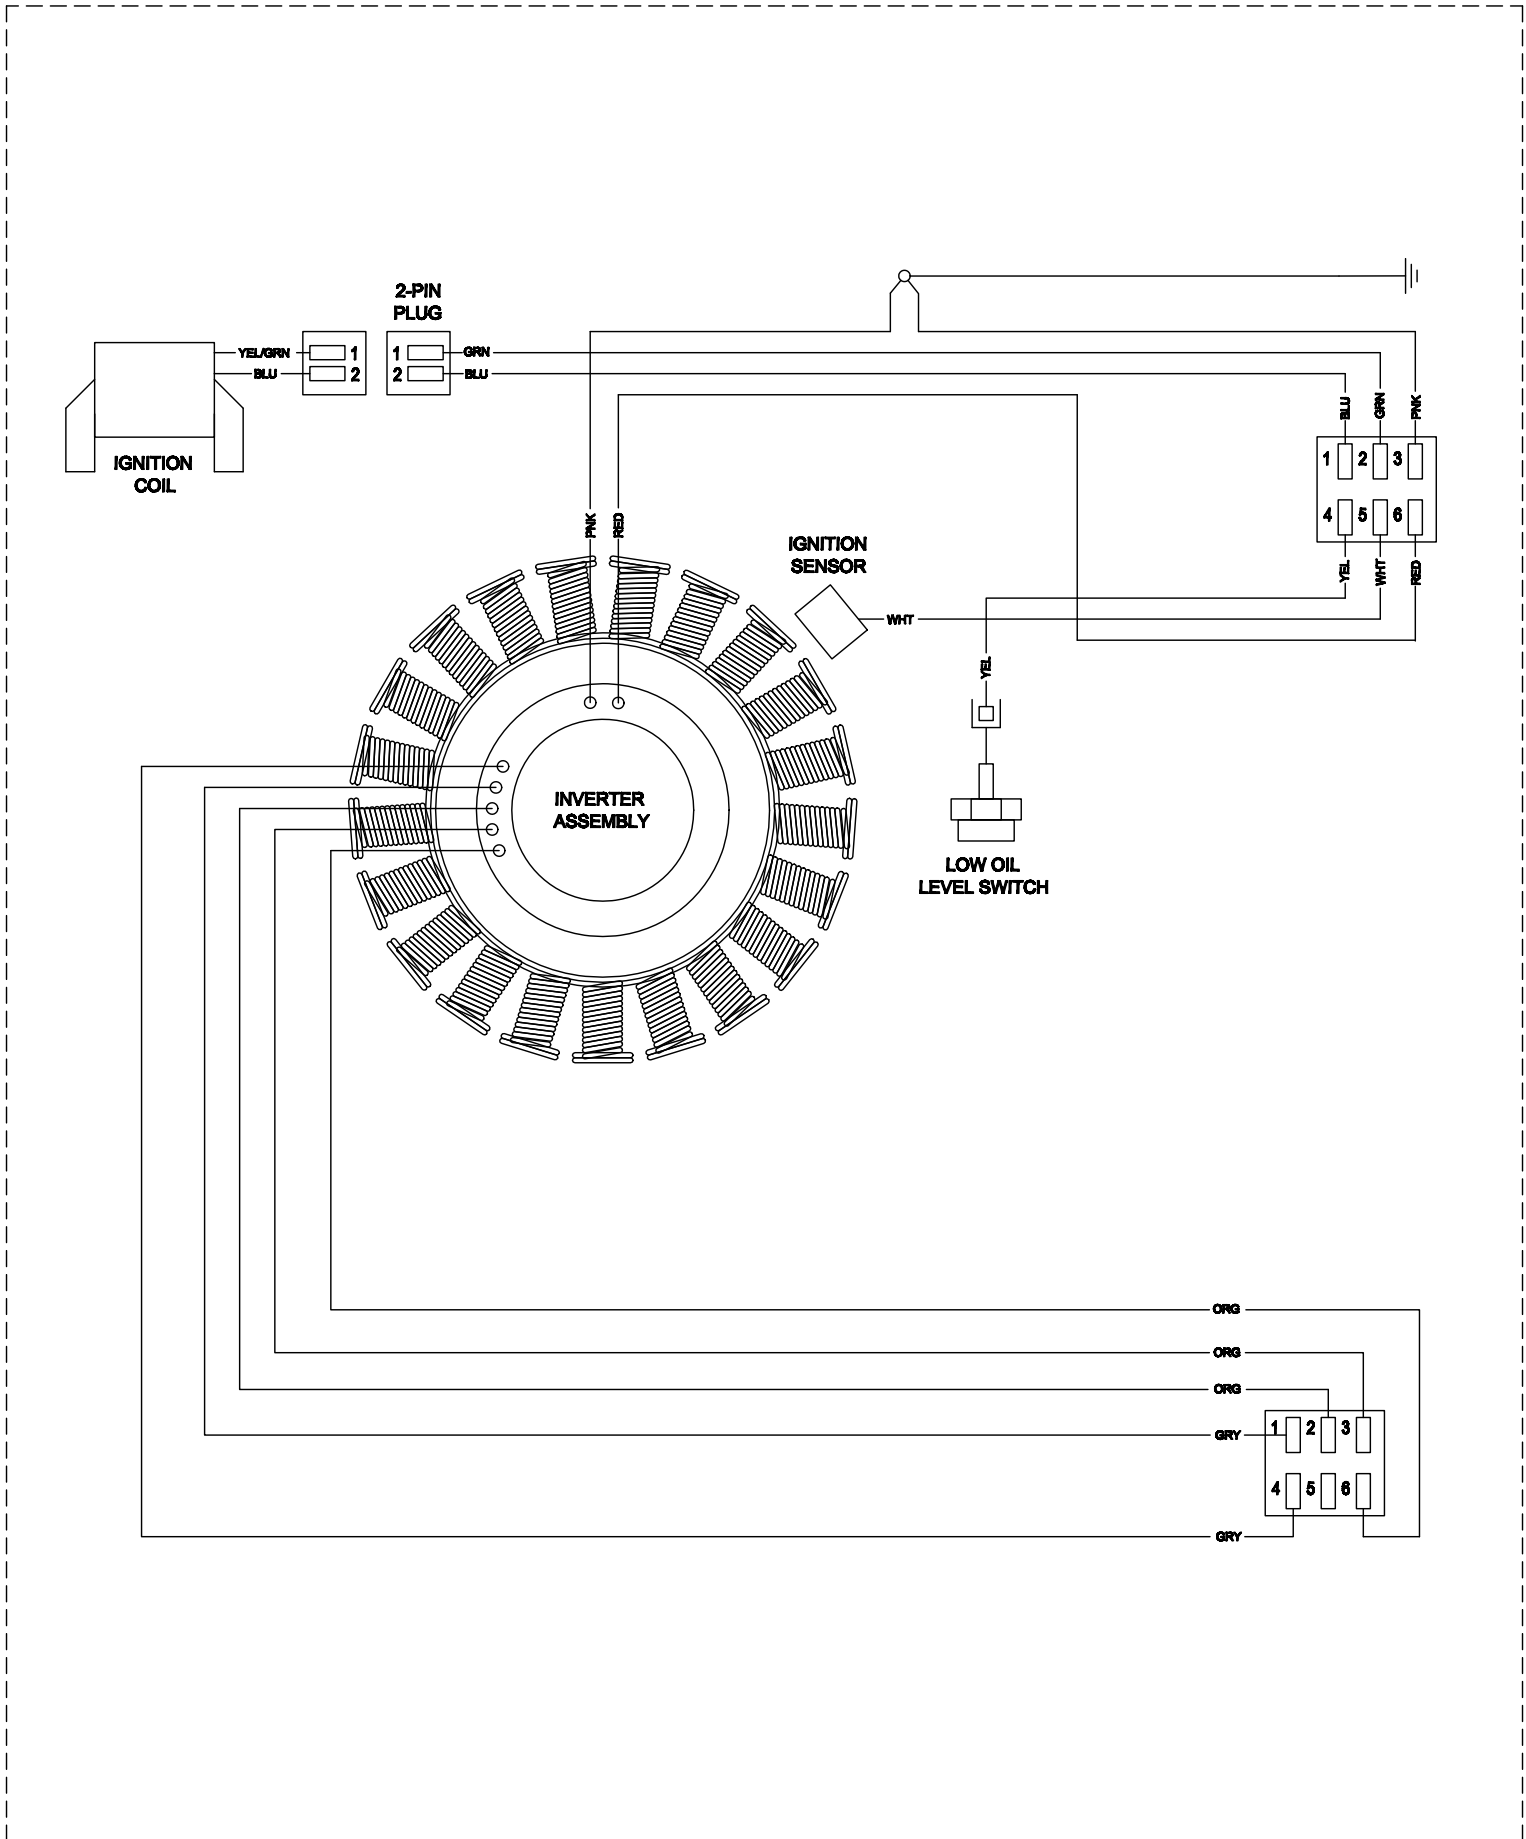 2-PIN
PLUG
YEL/GRN
1
1
GRN
BLU
2
2
BLU
IGNITION
COIL
BLU
GRN
PNK
1
2
3
4
5
6
YEL
WHT
RED
PNK
RED
IGNITION
SENSOR
WHT
YEL
INVERTER
ASSEMBLY
LOW OIL
LEVEL SWITCH
ORG
ORG
ORG
GRY
1
2
3
4
5
6
GRY